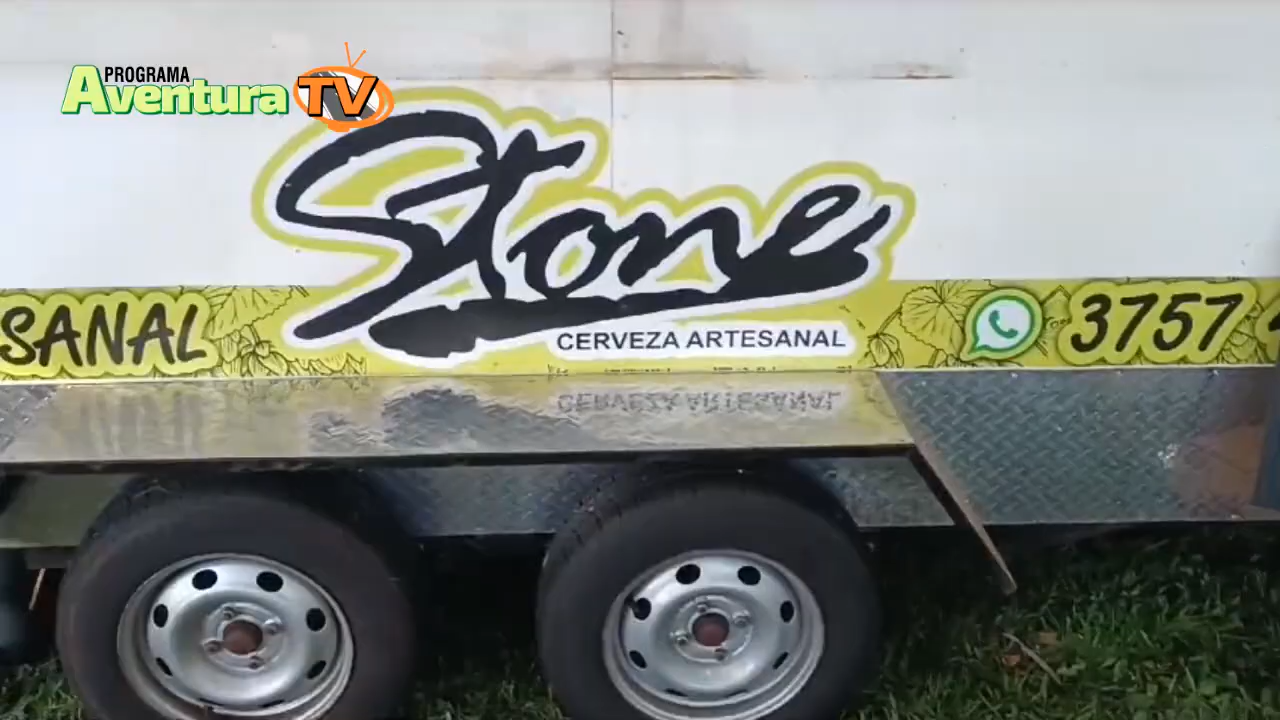 PROGRAMA
Aventura TV
Stone
CERVEZA ARTESANAL
SANAL
3757